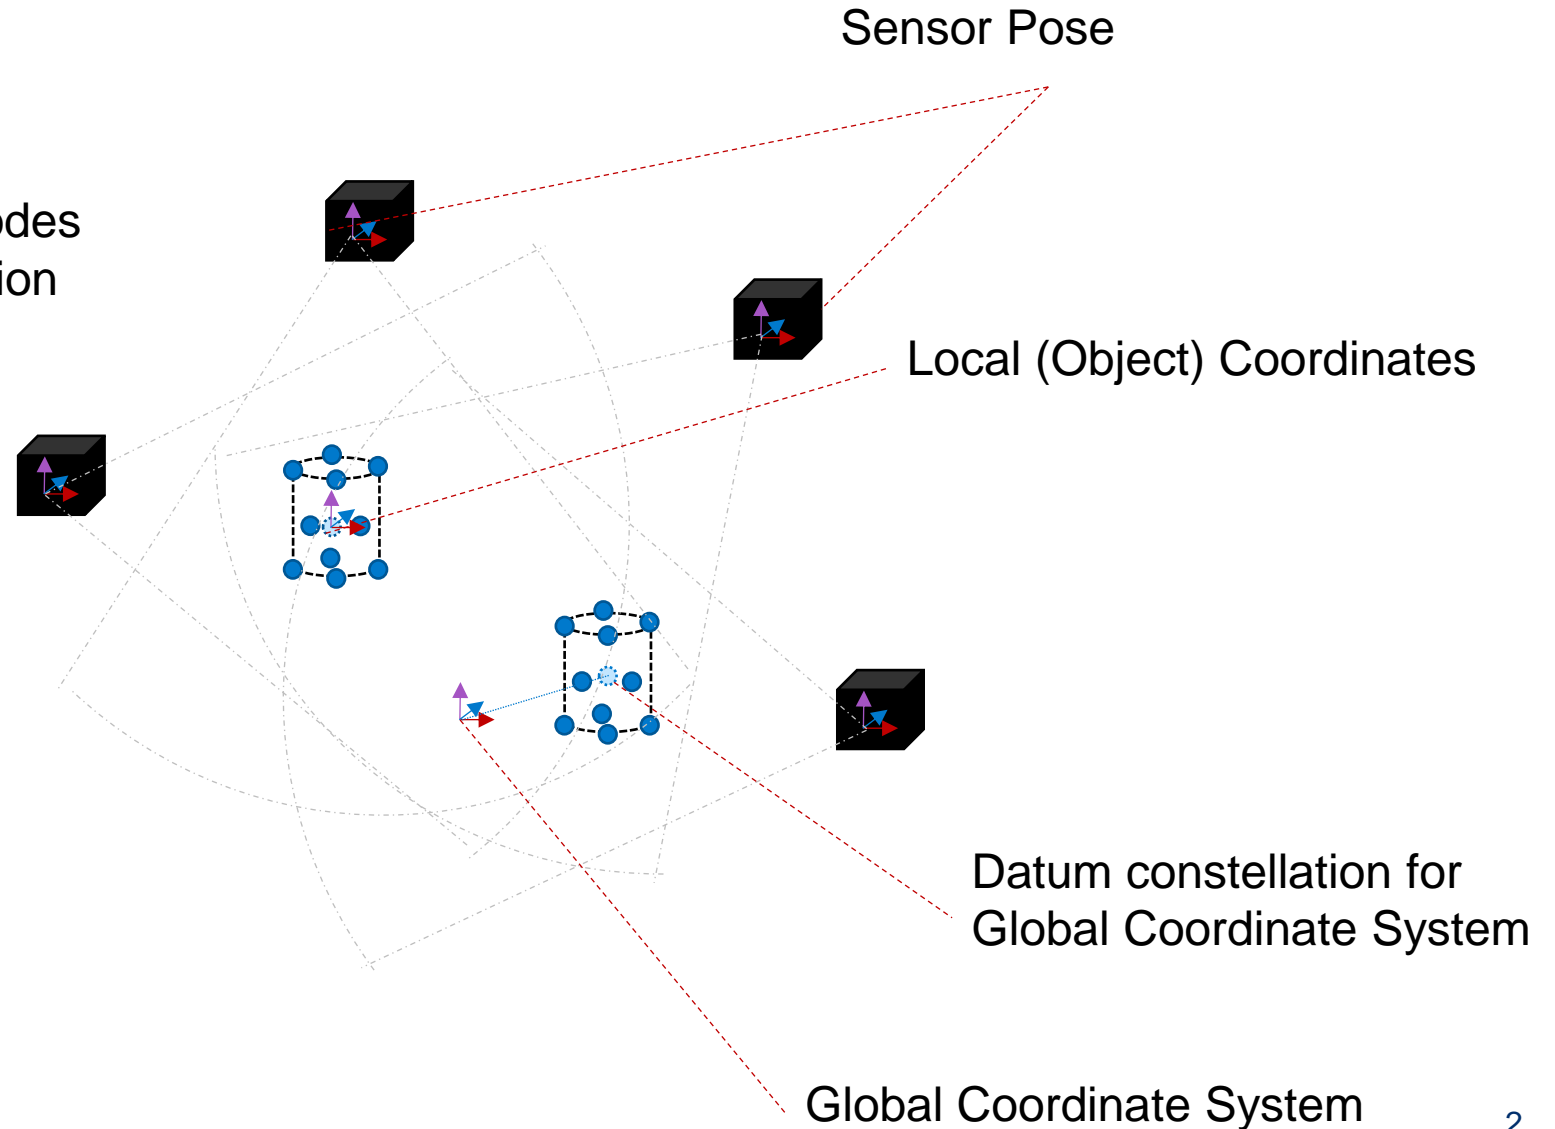 Sensor Pose
odes
ion
Local (Object) Coordinates
Datum constellation for
Global Coordinate System
Global Coordinate System
2